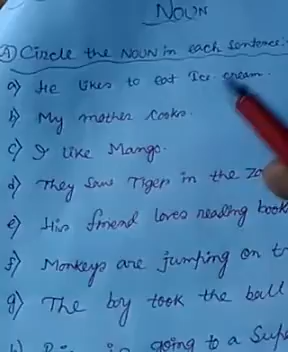 NOUN
A) Circle the NOUN in each sentence:
a) He likes to eat Ice cream.
b) My mother cooks.
c) I like Mango.
d) They saw Tiger in the
e) His friend loves reading book
f) Monkeys are jumping on
g) The boy took the ball
is going to a